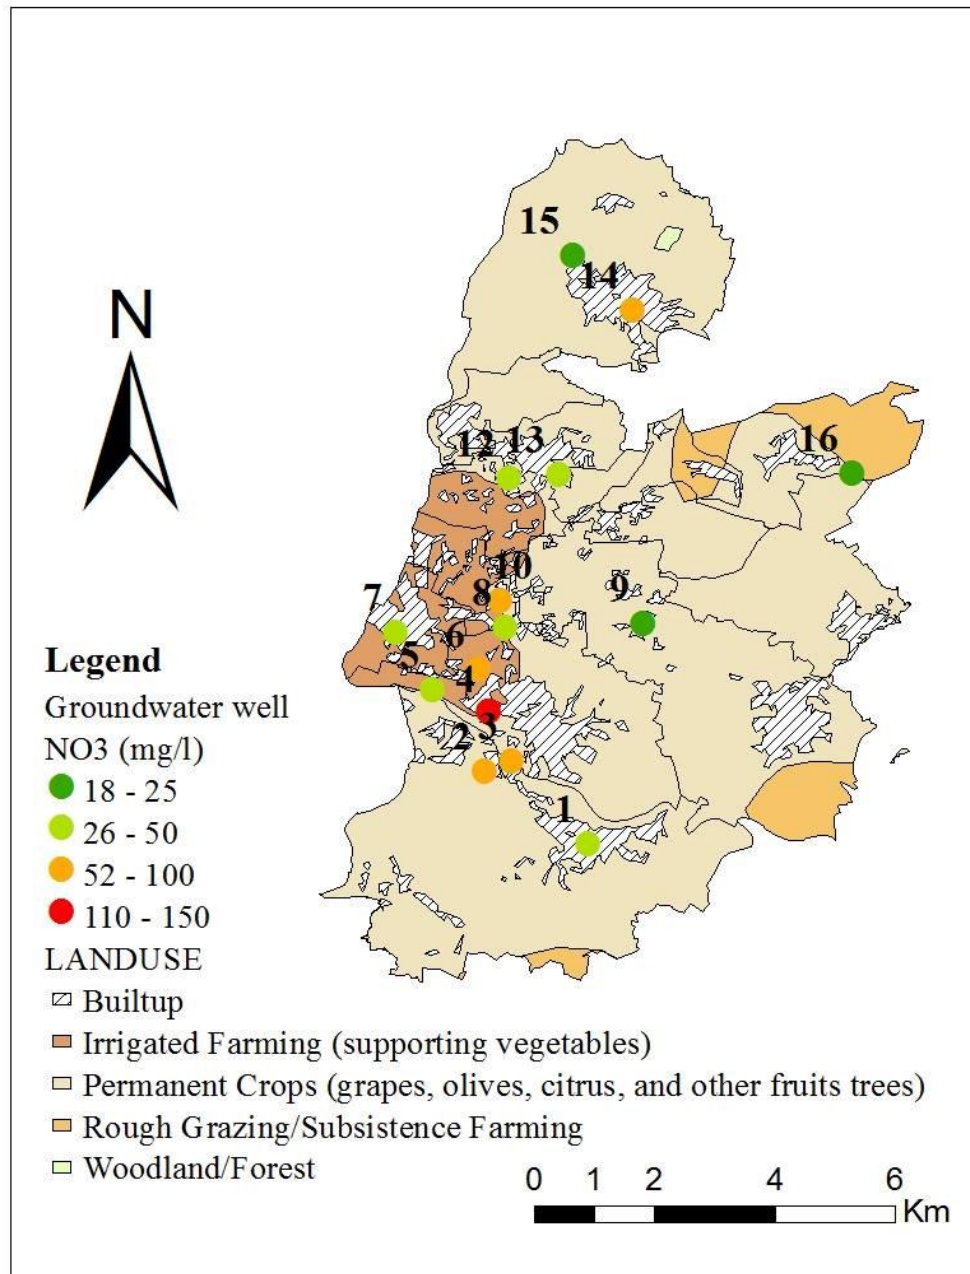 15
14
N
12 13
16
10
8
9
7
6
5
4
3
2
1
Legend
Groundwater well
NO3 (mg/l)
18 - 25
26 - 50
52 - 100
110 - 150
LANDUSE
Builtup
Irrigated Farming (supporting vegetables)
Permanent Crops (grapes, olives, citrus, and other fruits trees)
Rough Grazing/Subsistence Farming
Woodland/Forest
0 1 2 4 6
Km